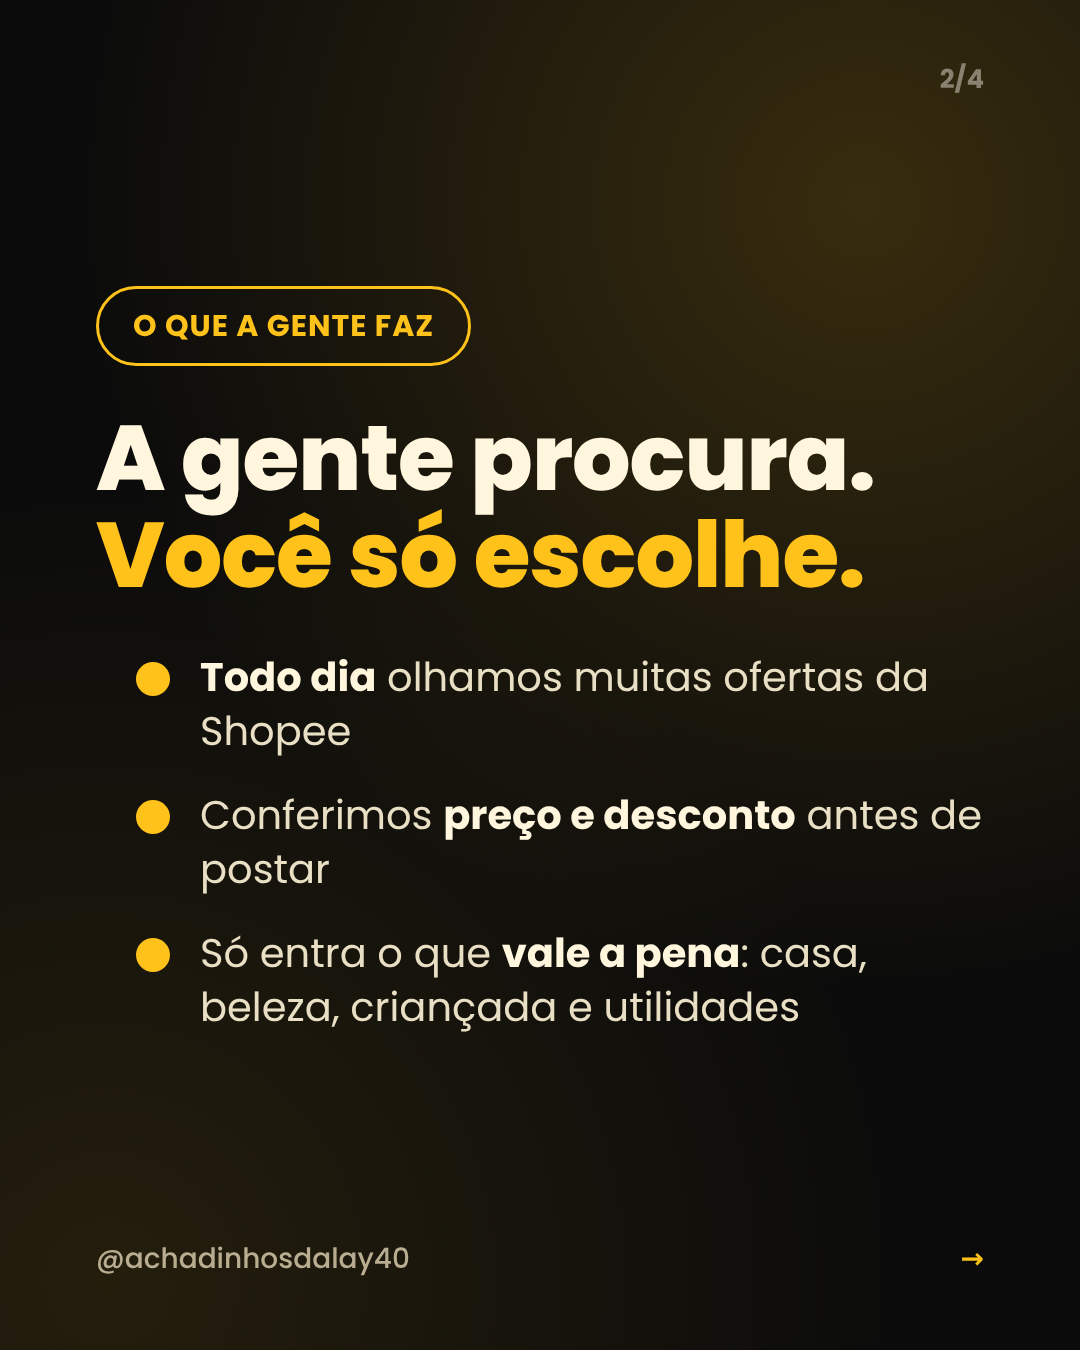 2/4
O QUE A GENTE FAZ
A gente procura.
Você só escolhe.
Todo dia olhamos muitas ofertas da
Shopee
Conferimos preço e desconto antes de
postar
Só entra o que vale a pena: casa,
beleza, criançada e utilidades
@achadinhosdalay40
→